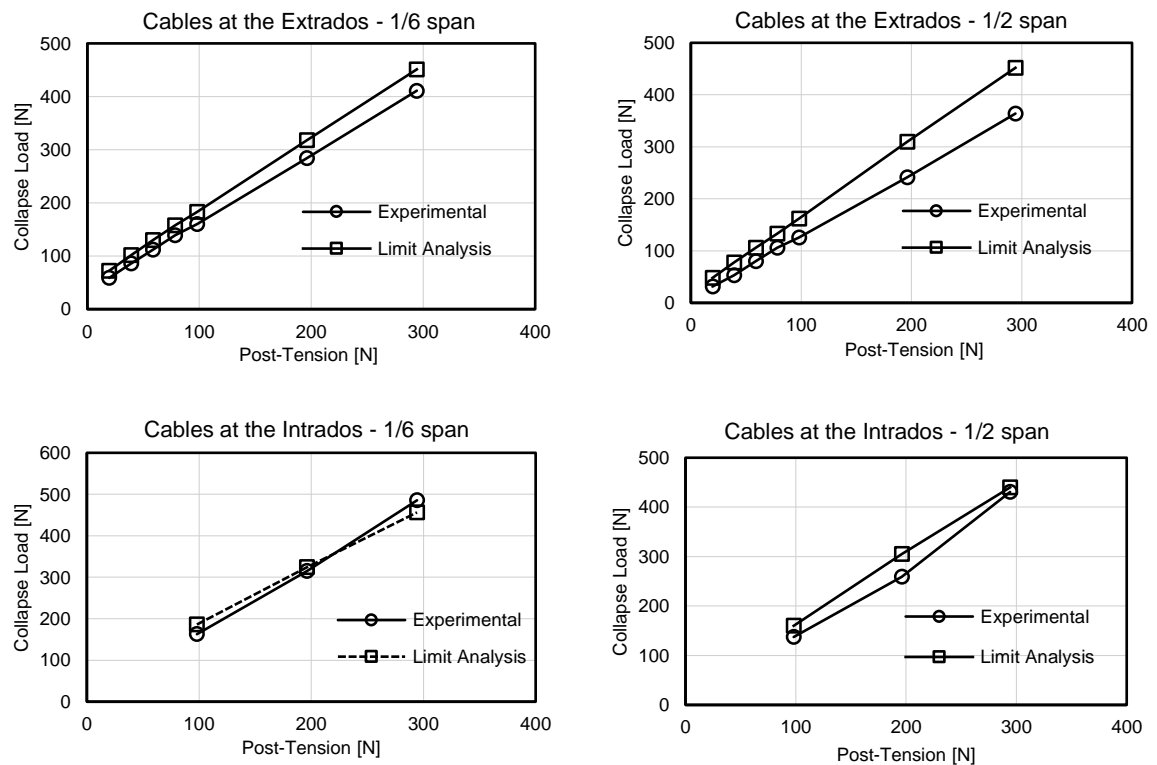 Cables at the Extrados - 1/6 span
500
400
300
200
100
0
Collapse Load [N]
Experimental
Limit Analysis
0 100 200 300 400
Post-Tension [N]
Cables at the Extrados - 1/2 span
500
400
300
200
100
0
Collapse Load [N]
Experimental
Limit Analysis
0 100 200 300 400
Post-Tension [N]
Cables at the Intrados - 1/6 span
600
500
400
300
200
100
0
Collapse Load [N]
Experimental
Limit Analysis
0 100 200 300 400
Post-Tension [N]
Cables at the Intrados - 1/2 span
500
400
300
200
100
0
Collapse Load [N]
Experimental
Limit Analysis
0 100 200 300 400
Post-Tension [N]